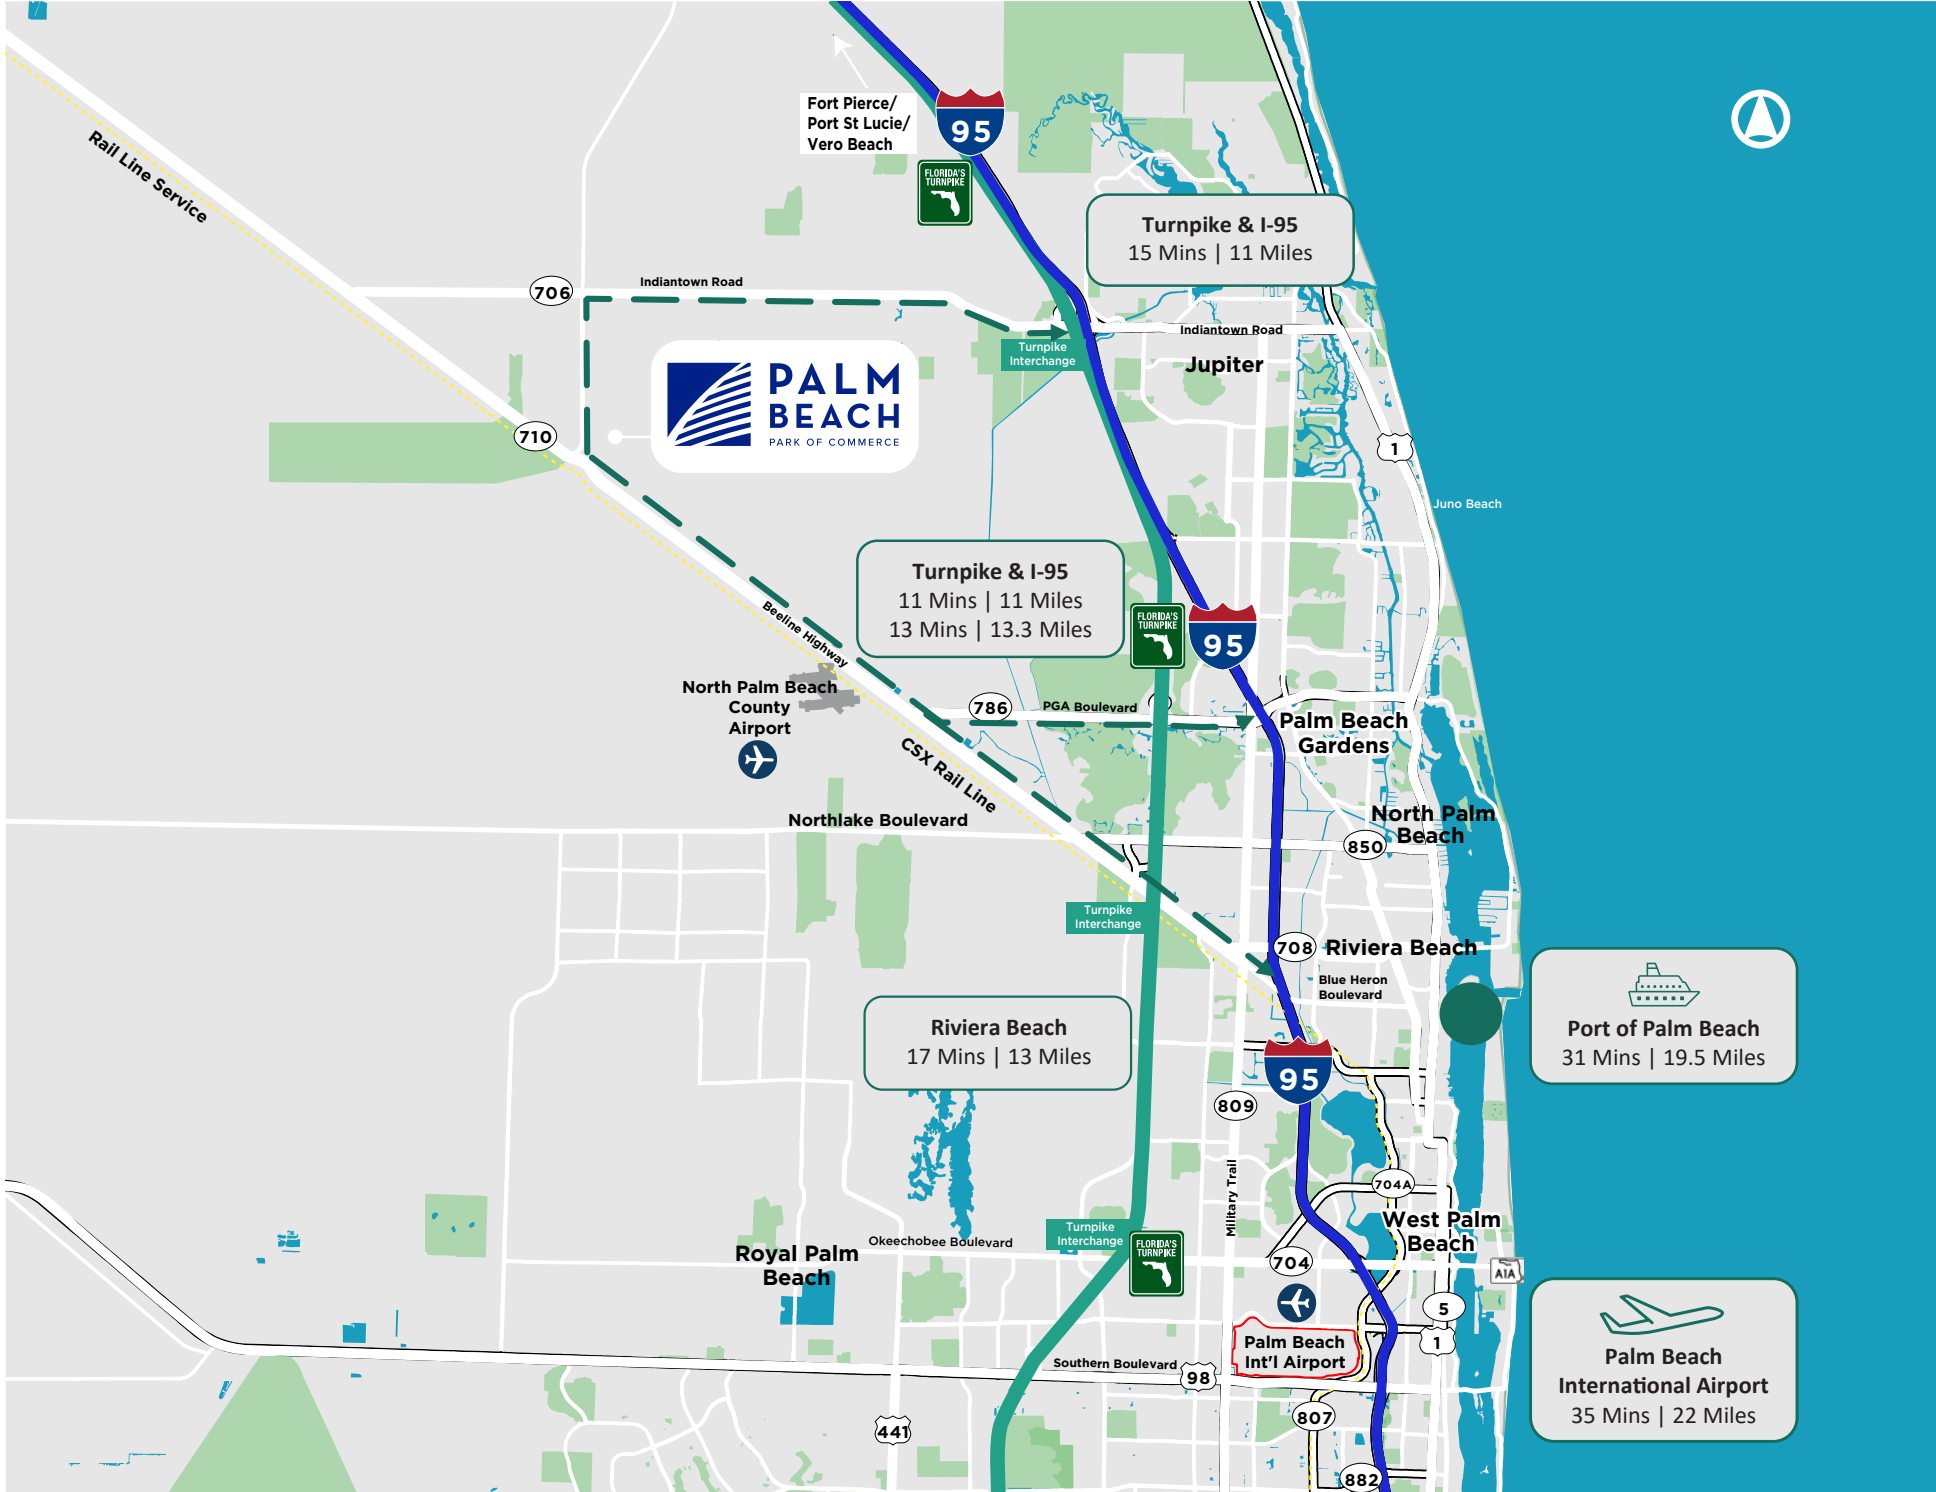 Fort Pierce/
Port St Lucie/
Vero Beach
95
FLORIDA'S
TURNPIKE
Rail Line Service
Turnpike & I-95
15 Mins | 11 Miles
706
Indiantown Road
Indiantown Road
Turnpike
Interchange
Jupiter
PALM
BEACH
PARK OF COMMERCE
710
1
Juno Beach
Turnpike & I-95
11 Mins | 11 Miles
13 Mins | 13.3 Miles
FLORIDA'S
TURNPIKE
95
Beeline Highway
North Palm Beach
County
Airport
786
PGA Boulevard
Palm Beach
Gardens
CSX Rail Line
Northlake Boulevard
North Palm
Beach
850
Turnpike
Interchange
708
Riviera Beach
Blue Heron
Boulevard
Riviera Beach
17 Mins | 13 Miles
Port of Palm Beach
31 Mins | 19.5 Miles
95
809
Military Trail
704A
West Palm
Beach
Turnpike
Interchange
FLORIDA'S
TURNPIKE
Okeechobee Boulevard
Royal Palm
Beach
704
A1A
5
1
Palm Beach
Int'l Airport
Palm Beach
International Airport
35 Mins | 22 Miles
Southern Boulevard
98
807
441
882